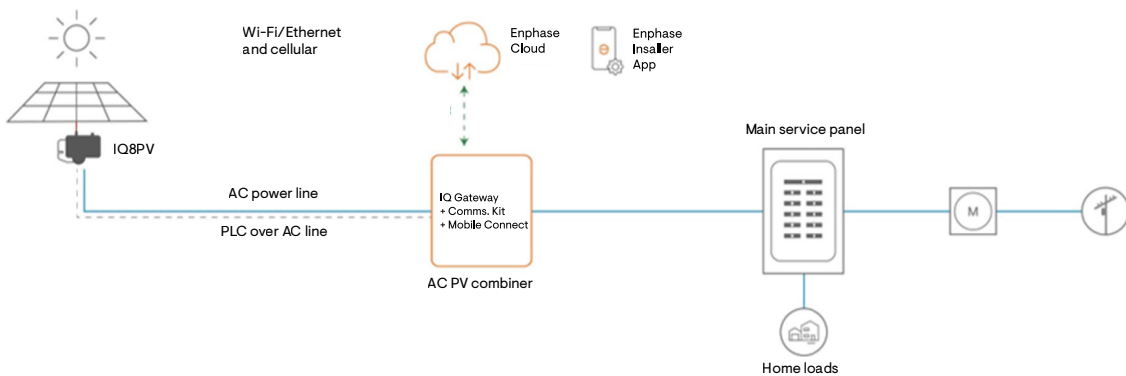 Wi-Fi/Ethernet
and cellular
Enphase
Cloud
Enphase
Insaller
App
Main service panel
IQ8PV
AC power line
PLC over AC line
IQ Gateway
+ Comms. Kit
+ Mobile Connect
AC PV combiner
M
Home loads